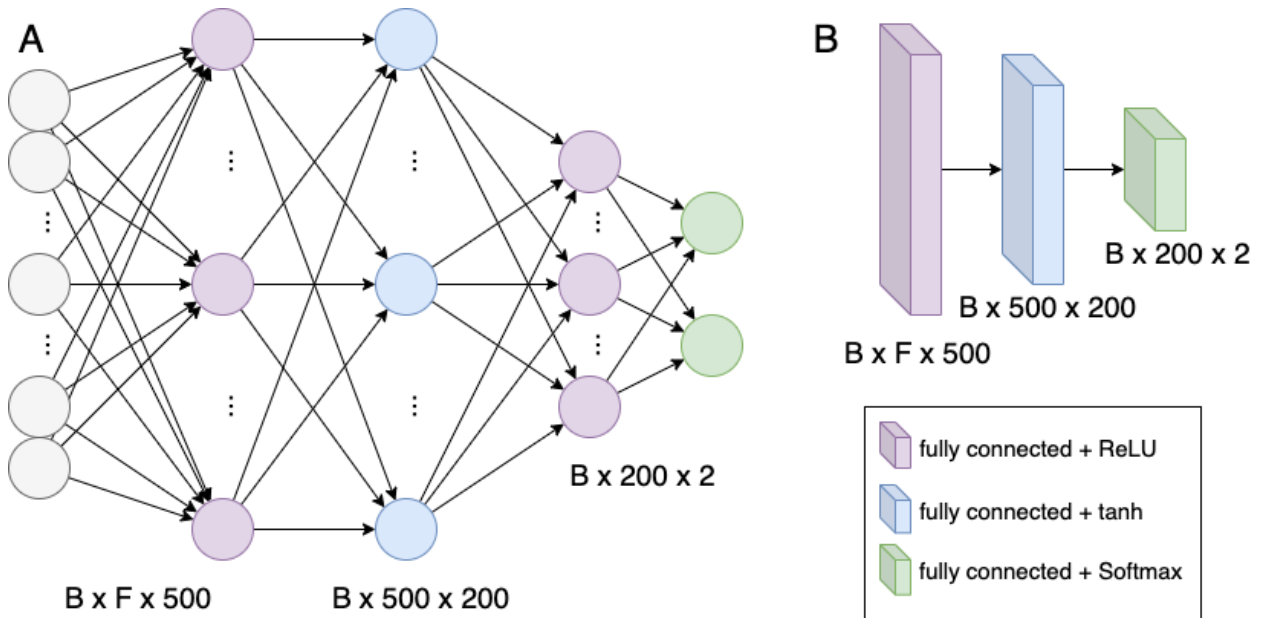 A
B x F x 500
B x 500 x 200
B x 200 x 2
B
B x F x 500
B x 500 x 200
B x 200 x 2
fully connected + ReLU
fully connected + tanh
fully connected + Softmax